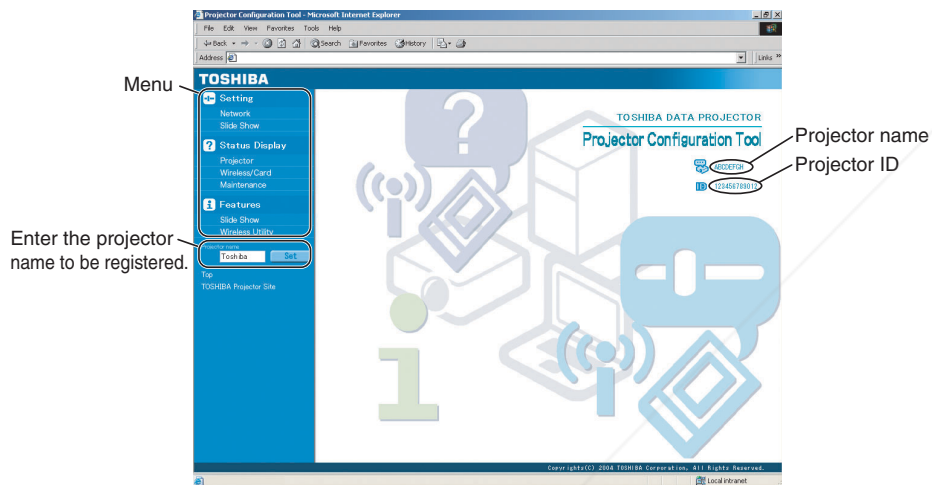 Projector Configuration Tool - Microsoft Internet Explorer
File Edit View Favorites Tools Help
Back Search Favorites History
Address Links »
TOSHIBA
Menu
Setting
Network
Slide Show
? Status Display
Projector
Wireless/Card
Maintenance
i Features
Slide Show
Wireless Utility
Enter the projector
name to be registered.
Projector name
Toshiba Set
Top
TOSHIBA Projector Site
?
i
TOSHIBA DATA PROJECTOR
Projector Configuration Tool
ABCDEFGH
Projector name
ID 123456789012
Projector ID
Copyrights(C) 2004 TOSHIBA Corporation, All Rights Reserved.
Local intranet